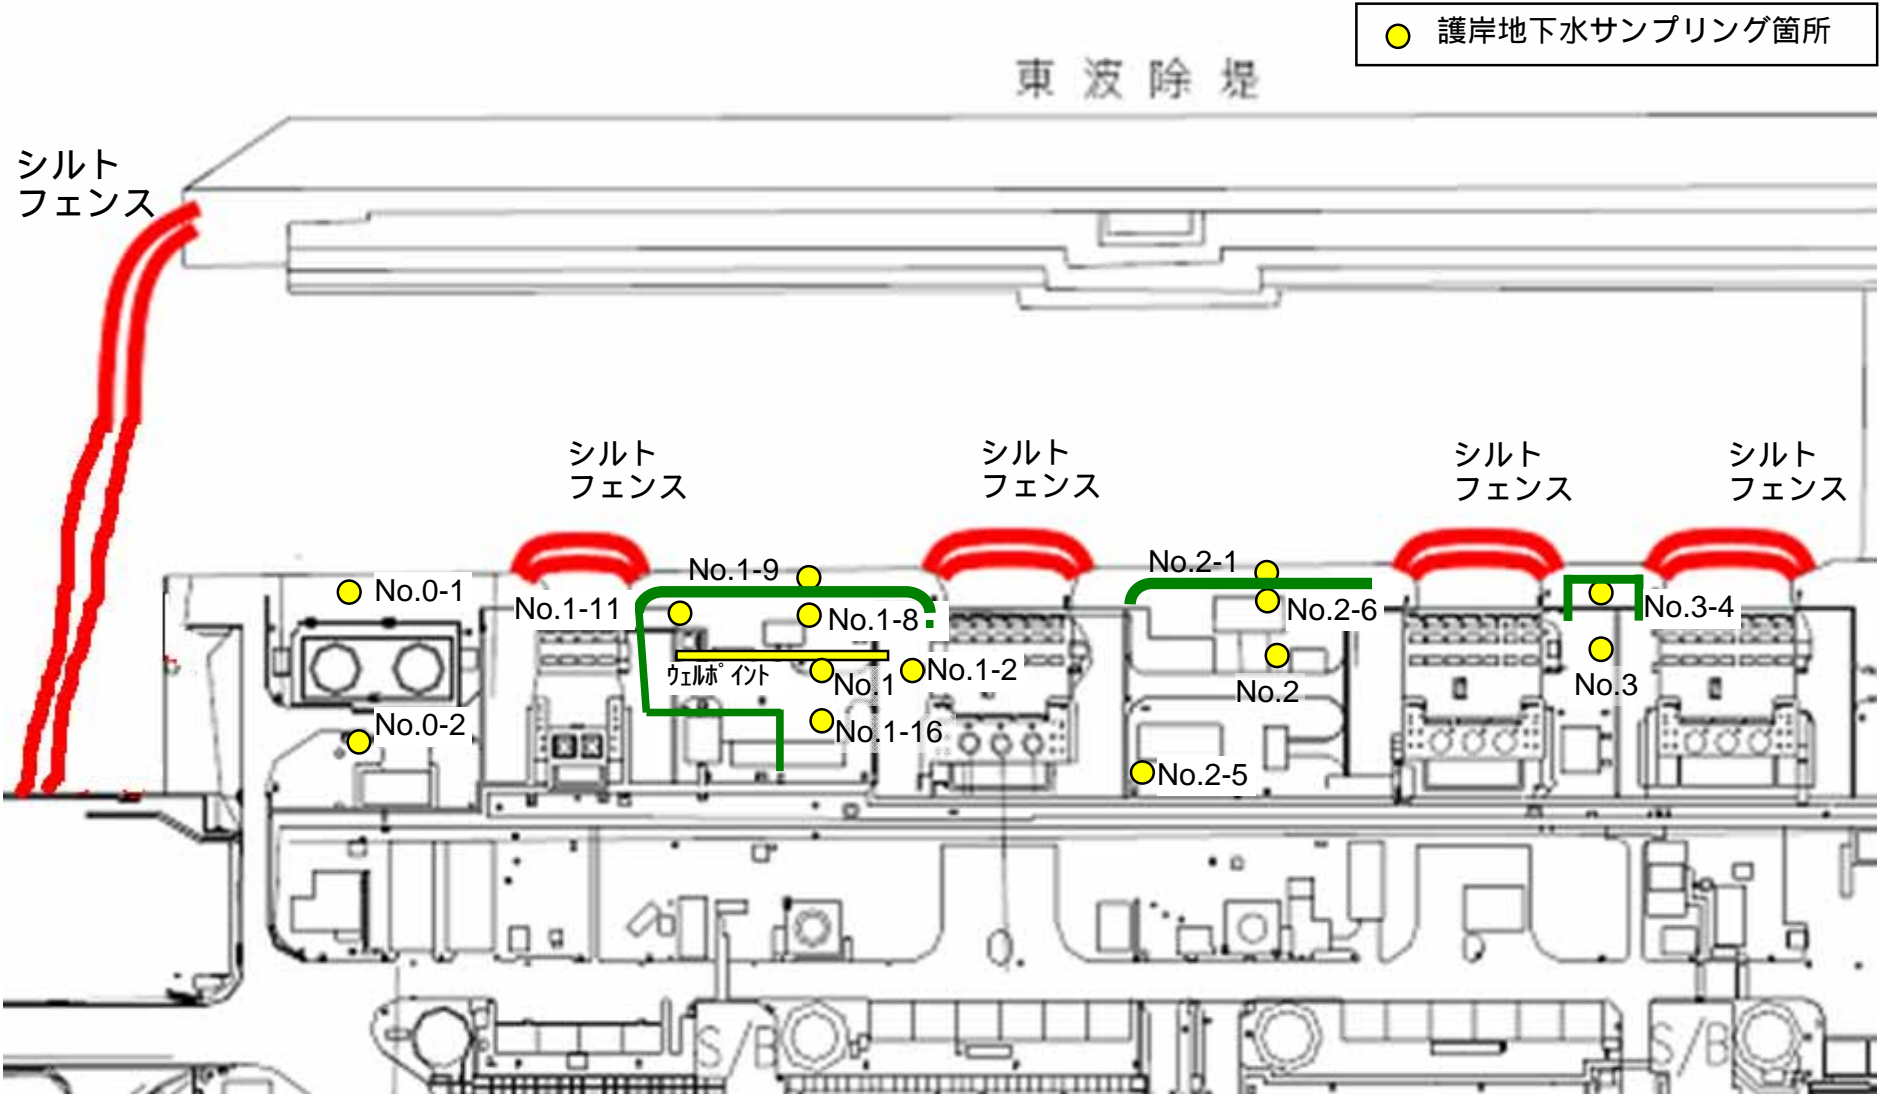 護岸地下水サンプリング箇所
東波除堤
シルト
フェンス
シルト
フェンス
シルト
フェンス
シルト
フェンス
シルト
フェンス
No.1-9
No.2-1
No.0-1
No.1-11
No.1-8
No.2-6
No.3-4
ウェルポイント
No.1
No.1-2
No.2
No.3
No.0-2
No.1-16
No.2-5
S/B
S/B